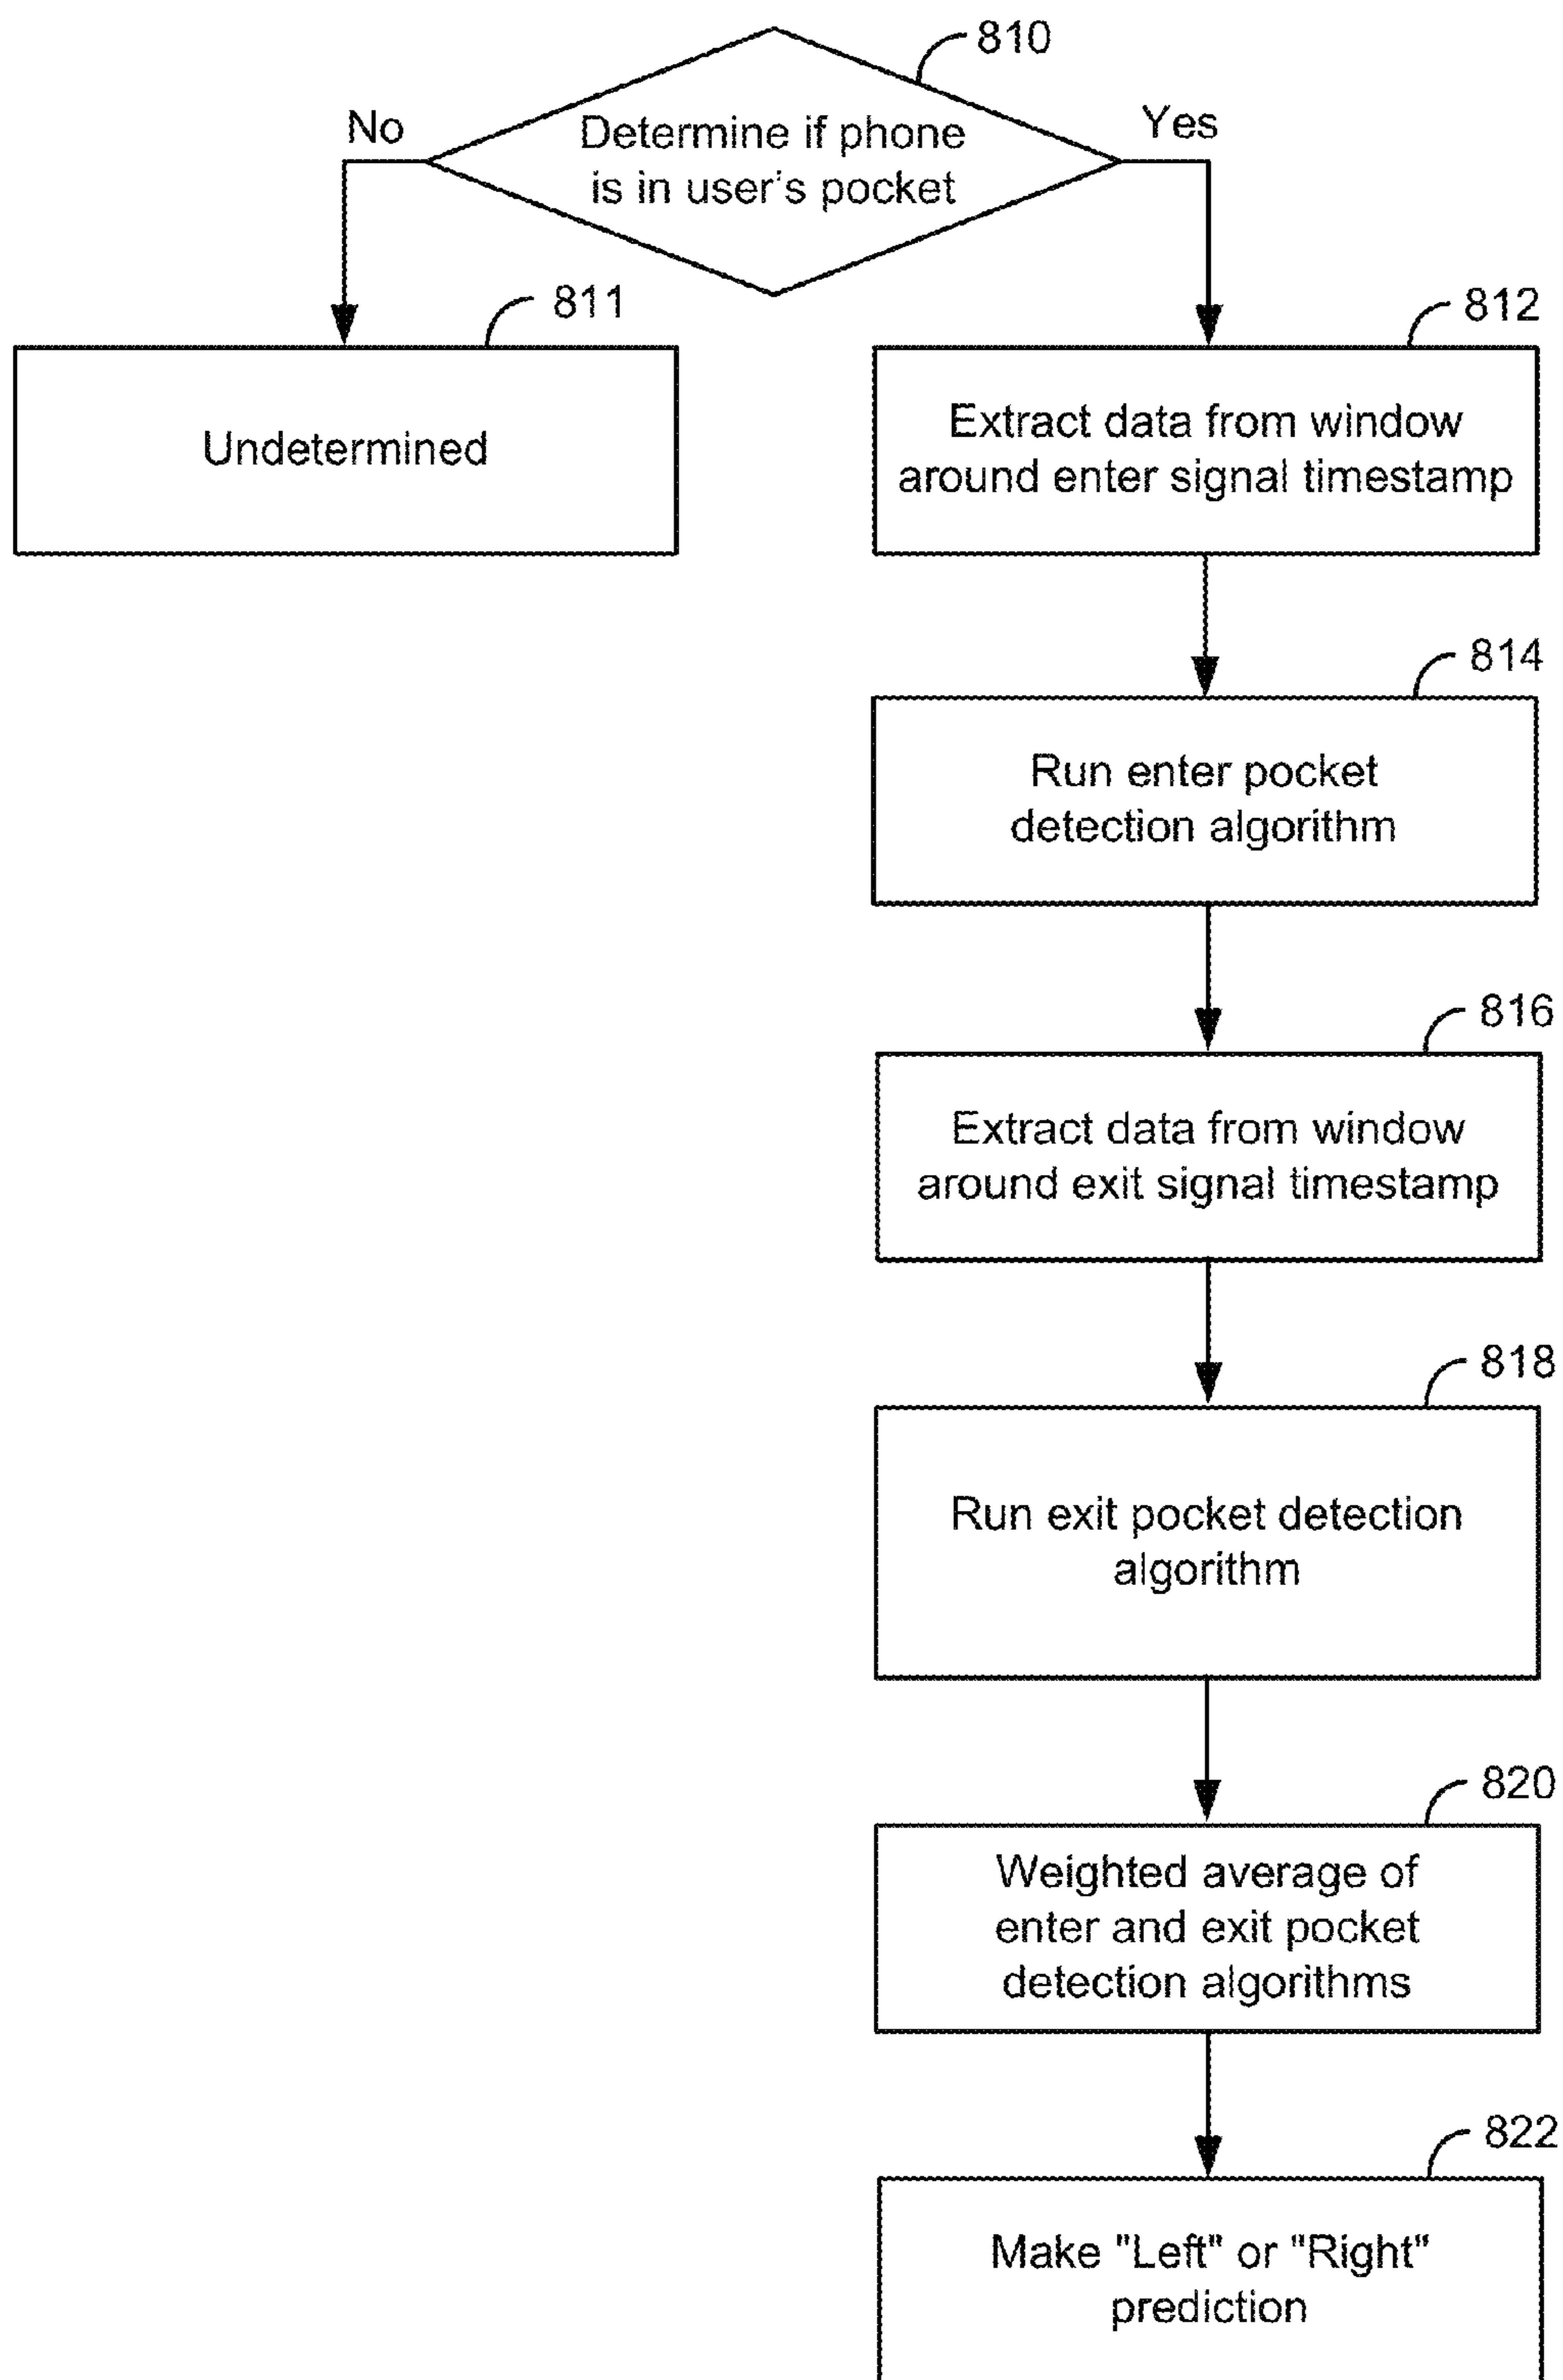 810
No
Yes
Determine if phone
is in user's pocket
811
812
Undetermined
Extract data from window
around enter signal timestamp
814
Run enter pocket
detection algorithm
816
Extract data from window
around exit signal timestamp
818
Run exit pocket detection
algorithm
820
Weighted average of
enter and exit pocket
detection algorithms
822
Make "Left" or "Right"
prediction